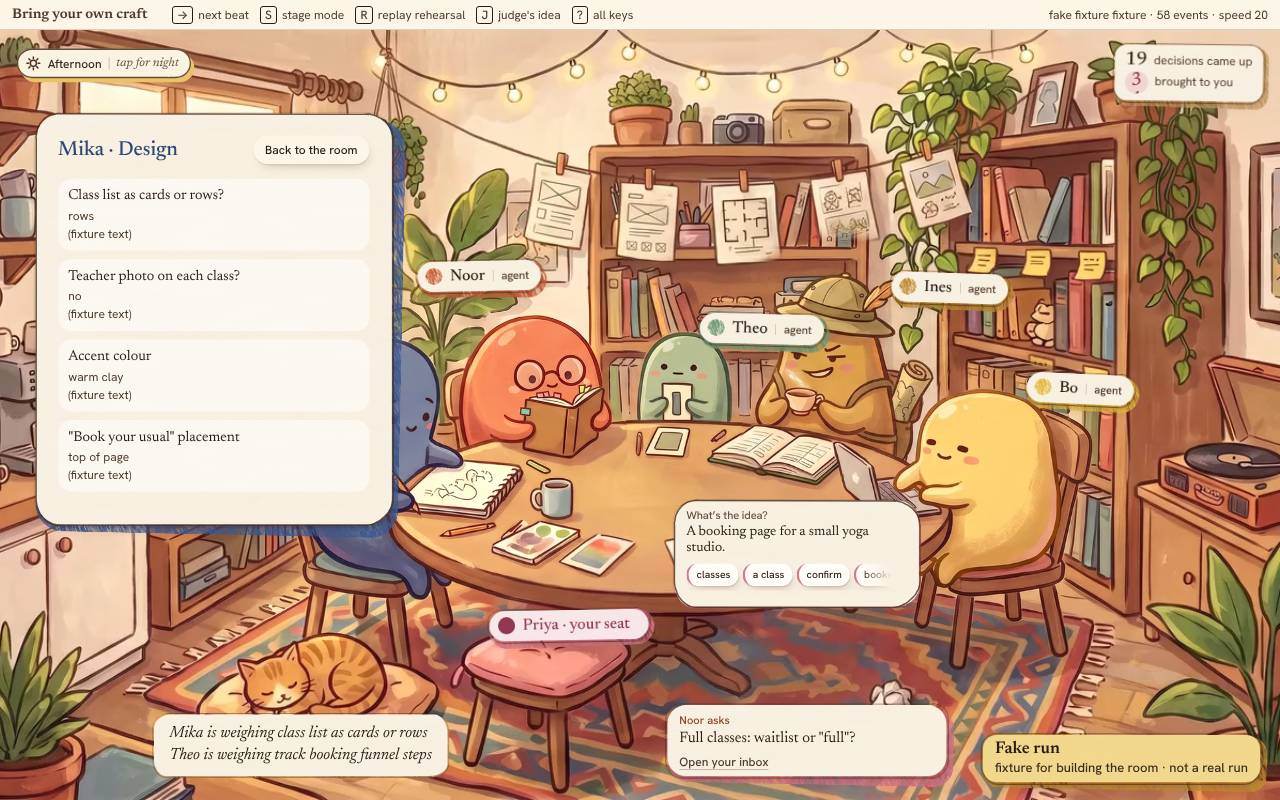 Bring your own craft
→ next beat S stage mode R replay rehearsal J judge's idea ? all keys
fake fixture fixture · 58 events · speed 20
Afternoon tap for night
19 decisions came up
3 brought to you
Mika · Design
Back to the room
Class list as cards or rows?
rows
(fixture text)
Teacher photo on each class?
no
(fixture text)
Accent colour
warm clay
(fixture text)
"Book your usual" placement
top of page
(fixture text)
Noor agent
Theo agent
Ines agent
Bo agent
What's the idea?
A booking page for a small yoga
studio.
classes a class confirm book
Priya · your seat
Mika is weighing class list as cards or rows
Theo is weighing track booking funnel steps
Noor asks
Full classes: waitlist or "full"?
Open your inbox
Fake run
fixture for building the room · not a real run